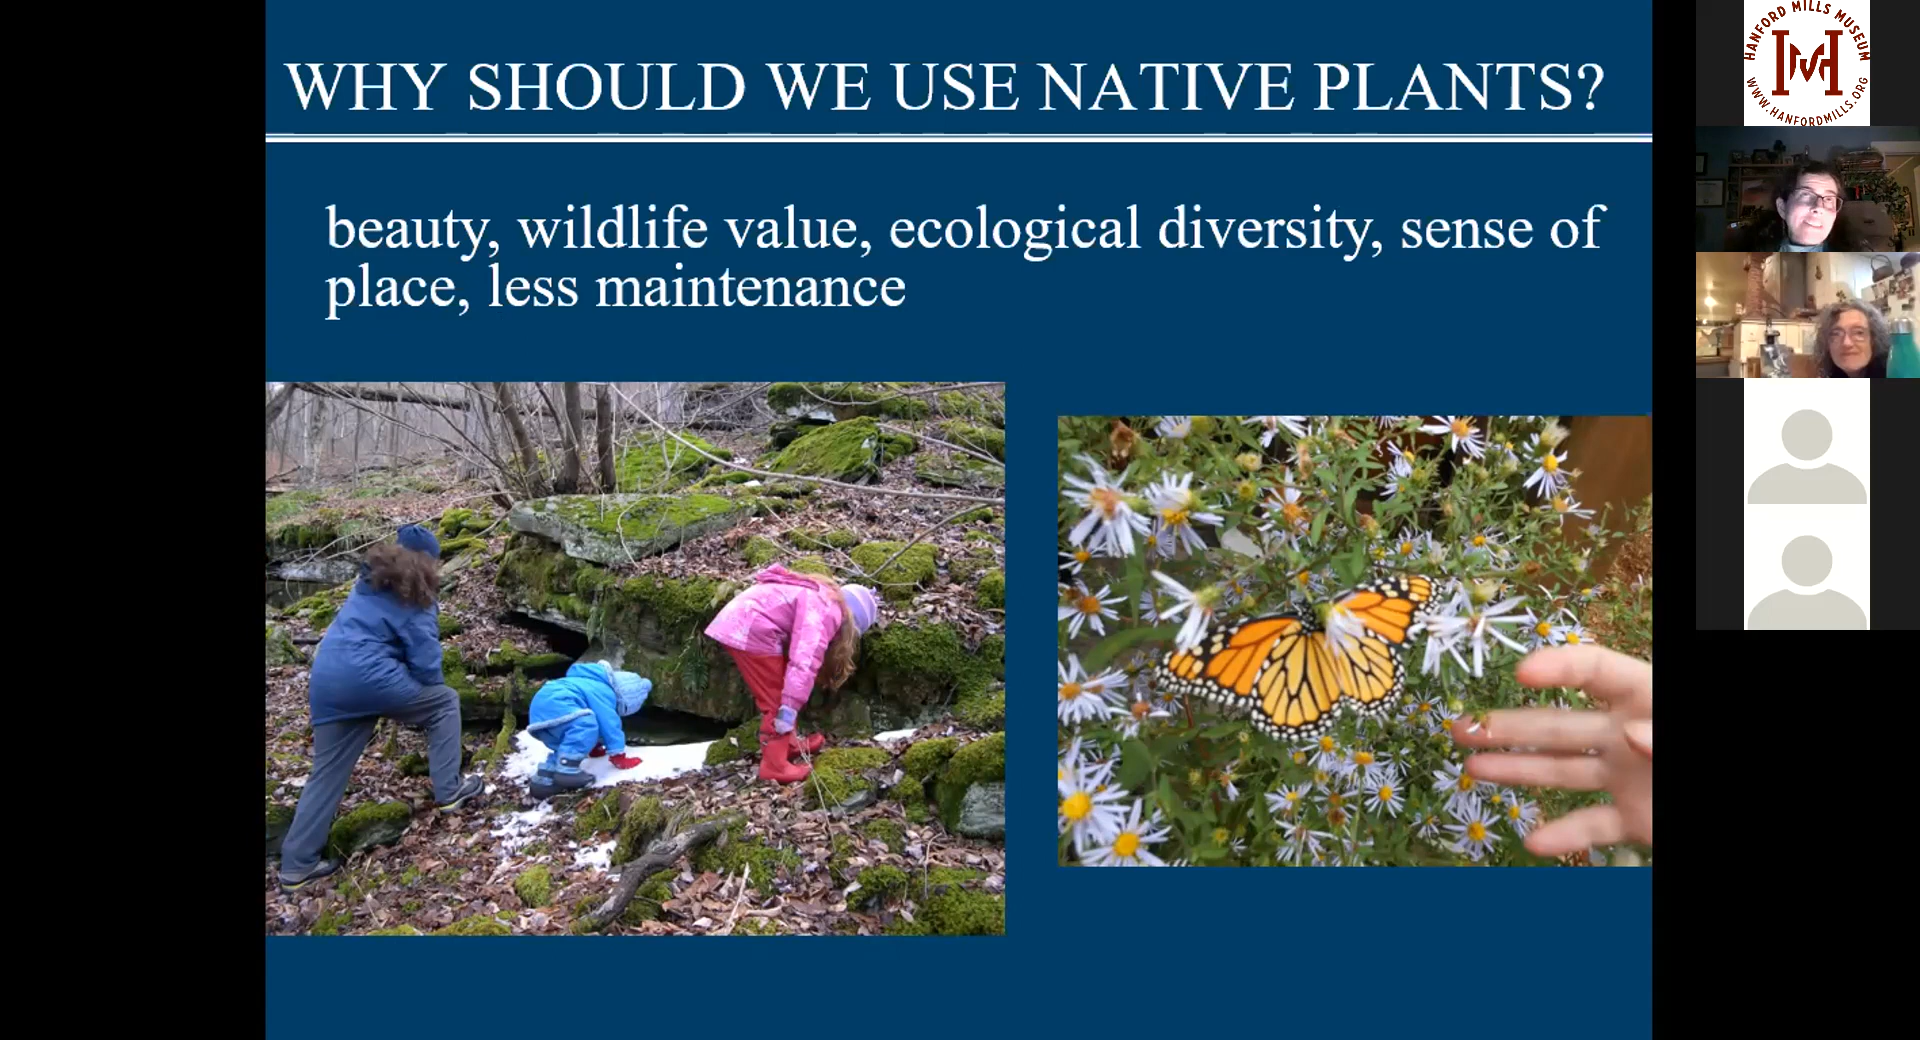 WHY SHOULD WE USE NATIVE PLANTS?
beauty, wildlife value, ecological diversity, sense of
place, less maintenance
HANFORD MILLS MUSEUM
HM
WWW.HANFORDMILLS.ORG